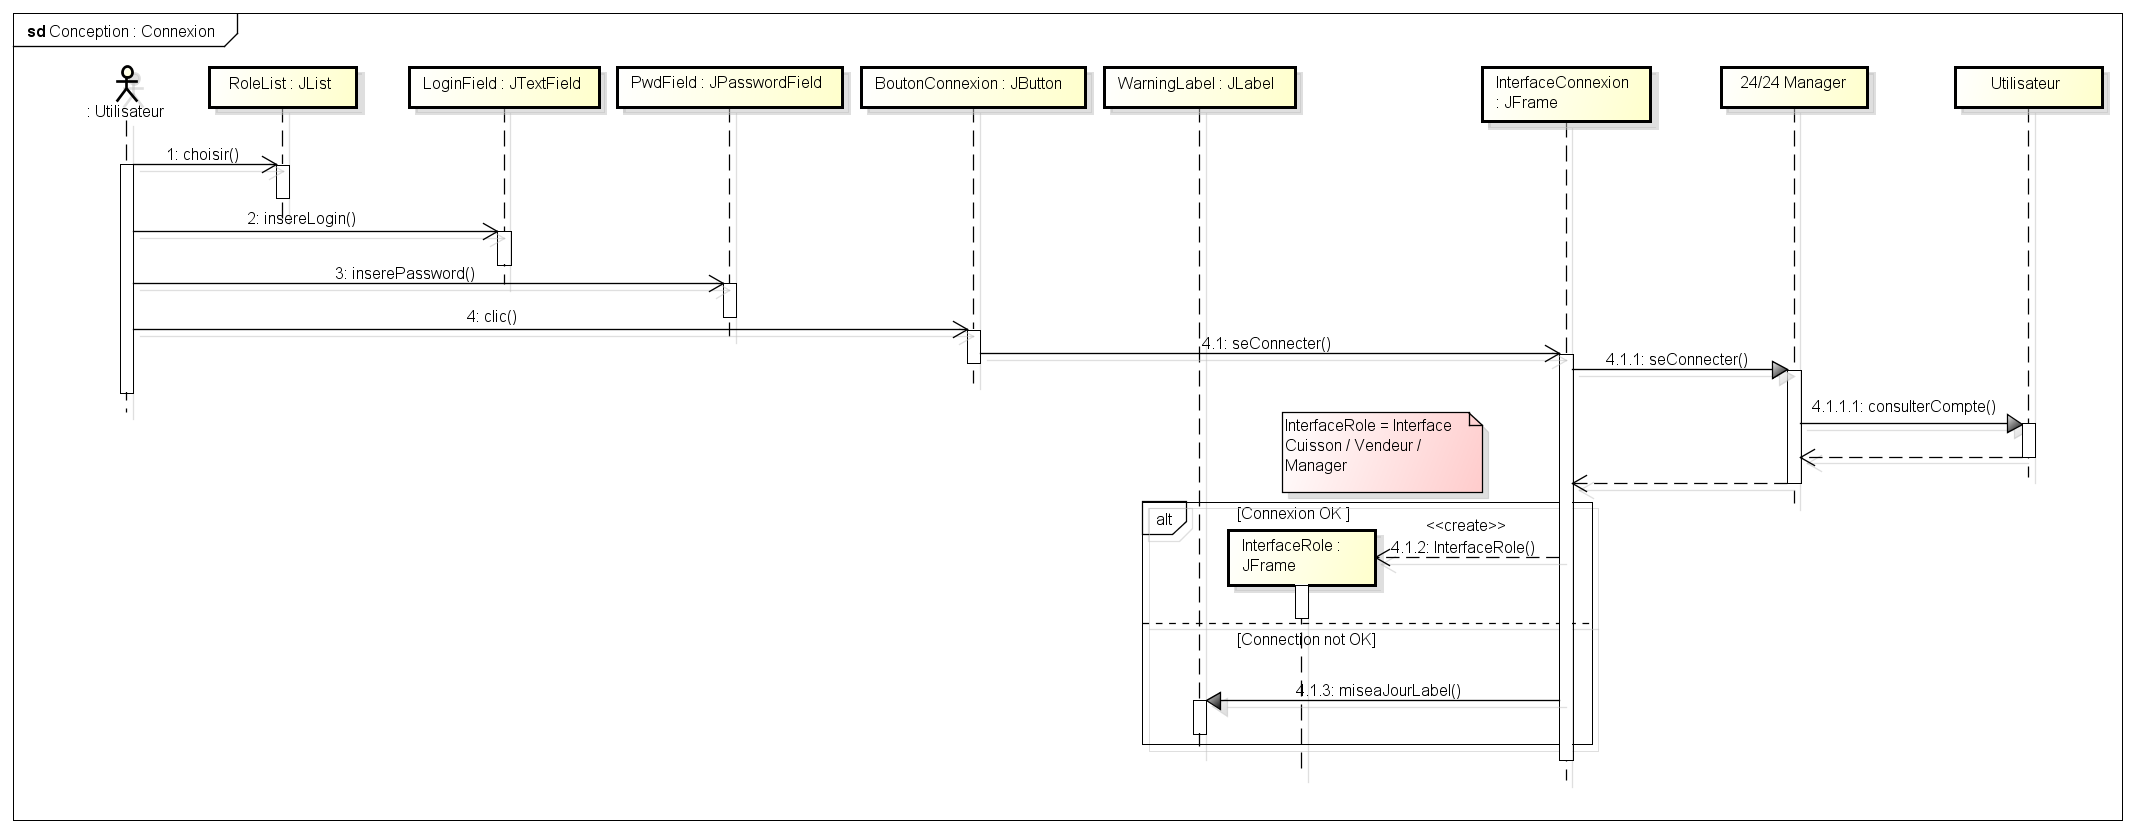 sd Conception : Connexion
: Utilisateur
RoleList : JList
LoginField : JTextField
PwdField : JPasswordField
BoutonConnexion : JButton
WarningLabel : JLabel
InterfaceConnexion
: JFrame
24/24 Manager
Utilisateur
1: choisir()
2: insereLogin()
3: inserePassword()
4: clic()
4.1: seConnecter()
4.1.1: seConnecter()
4.1.1.1: consulterCompte()
InterfaceRole = Interface
Cuisson / Vendeur /
Manager
alt
[Connexion OK ]
<<create>>
4.1.2: InterfaceRole()
InterfaceRole :
JFrame
[Connection not OK]
4.1.3: miseaJourLabel()